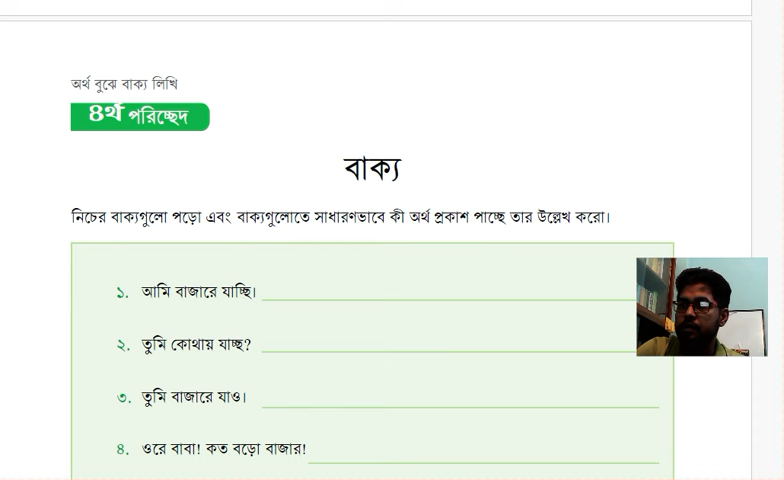 অর্থ বুঝে বাক্য লিখি
৪র্থ পরিচ্ছেদ
বাক্য
নিচের বাক্যগুলো পড়ো এবং বাক্যগুলোতে সাধারণভাবে কী অর্থ প্রকাশ পাচ্ছে তার উল্লেখ করো।
১. আমি বাজারে যাচ্ছি।
২. তুমি কোথায় যাচ্ছ?
৩. তুমি বাজারে যাও।
৪. ওরে বাবা! কত বড়ো বাজার!